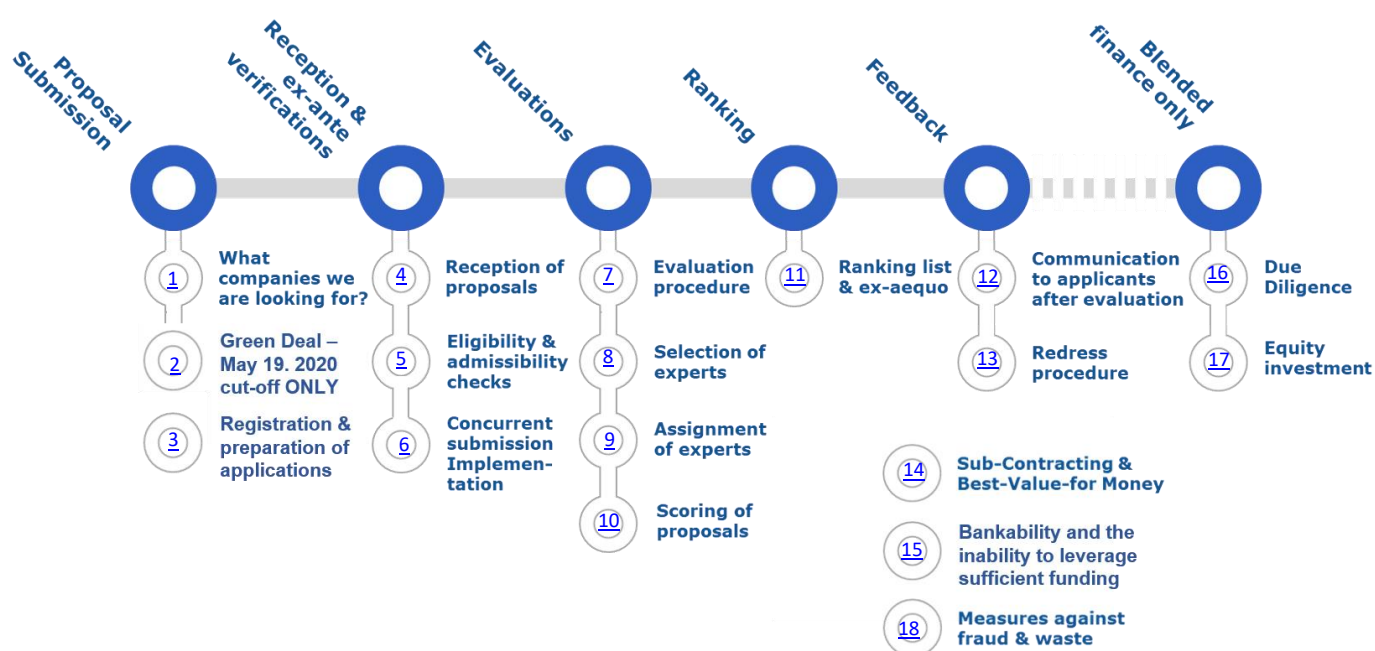 Proposal
Submission
Reception &
ex-ante
verifications
Evaluations
Ranking
Feedback
Blended
finance only
1
What
companies we
are looking for?
2
Green Deal –
May 19. 2020
cut-off ONLY
3
Registration &
preparation of
applications
4
Reception of
proposals
5
Eligibility &
admissibility
checks
6
Concurrent
submission
Implemen-
tation
7
Evaluation
procedure
8
Selection of
experts
9
Assignment
of experts
10
Scoring of
proposals
11
Ranking list
& ex-aequo
12
Communication
to applicants
after evaluation
13
Redress
procedure
14
Sub-Contracting &
Best-Value-for Money
15
Bankability and the
inability to leverage
sufficient funding
18
Measures against
fraud & waste
16
Due
Diligence
17
Equity
investment